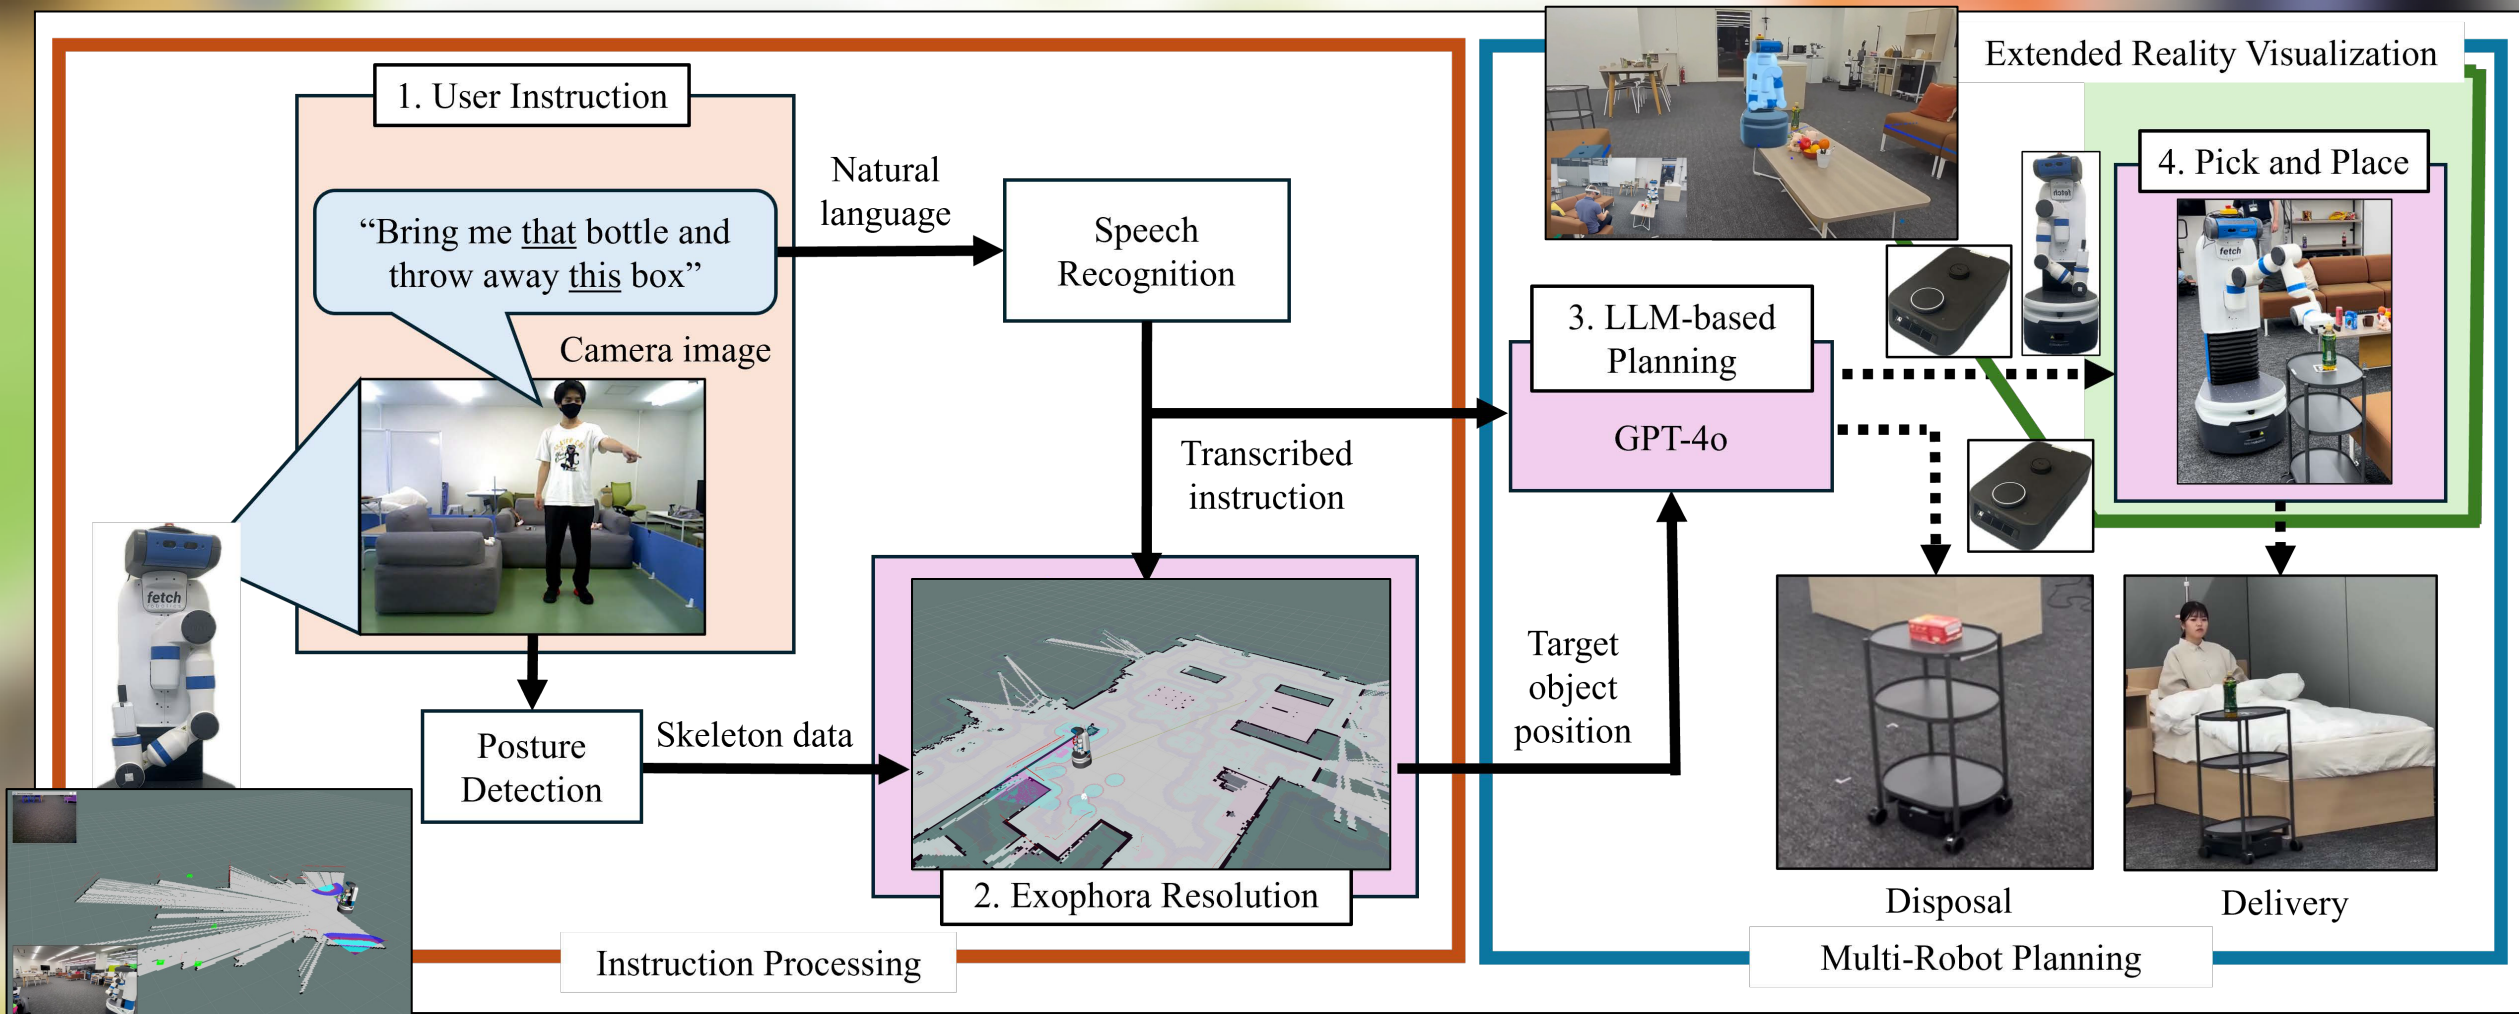 1. User Instruction
“Bring me that bottle and
throw away this box”
Camera image
Natural
language
Speech
Recognition
Transcribed
instruction
fetch
Posture
Detection
Skeleton data
2. Exophora Resolution
Instruction Processing
Extended Reality Visualization
3. LLM-based
Planning
GPT-4o
4. Pick and Place
fetch
Target
object
position
Disposal
Delivery
Multi-Robot Planning